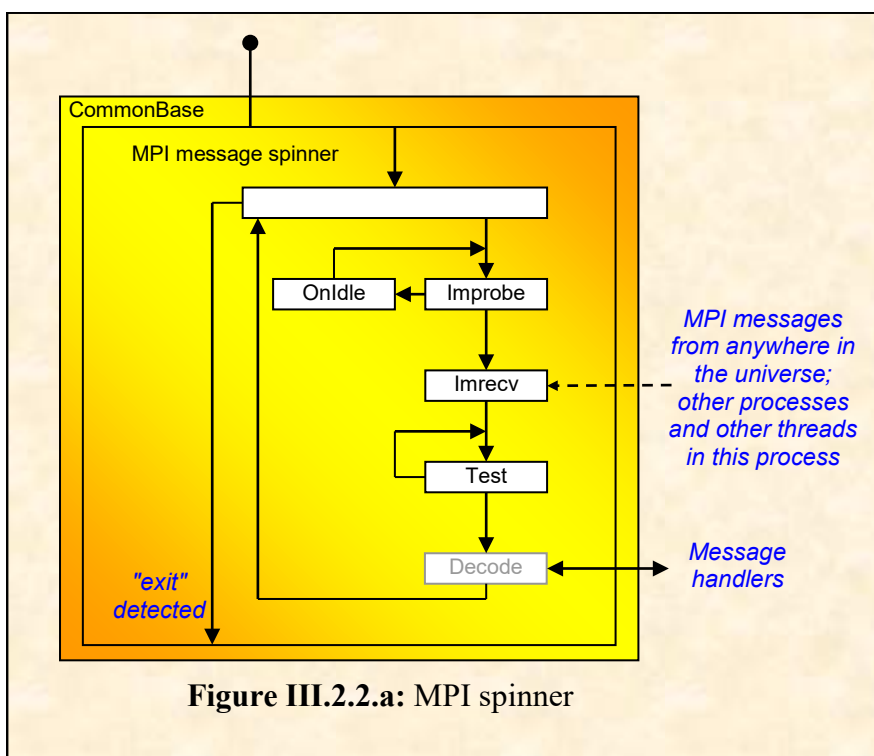 CommonBase
MPI message spinner
OnIdle
Improbe
MPI messages
from anywhere in
the universe;
other processes
and other threads
in this process
Imrecv
Test
Decode
Message
handlers
"exit"
detected
Figure III.2.2.a: MPI spinner